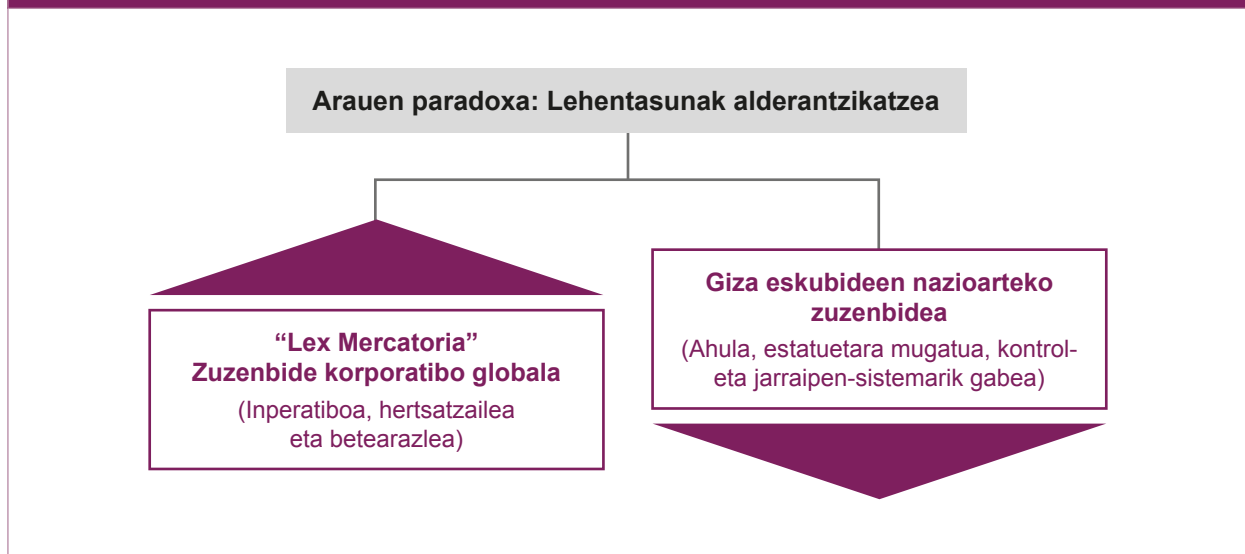 Arauen paradoxa: Lehentasunak alderantzikatzea
“Lex Mercatoria”
Zuzenbide korporatibo globala
(Inperatiboa, hertsatzailea
eta betearazlea)
Giza eskubideen nazioarteko
zuzenbidea
(Ahula, estatuetara mugatua, kontrol-
eta jarraipen-sistemarik gabea)